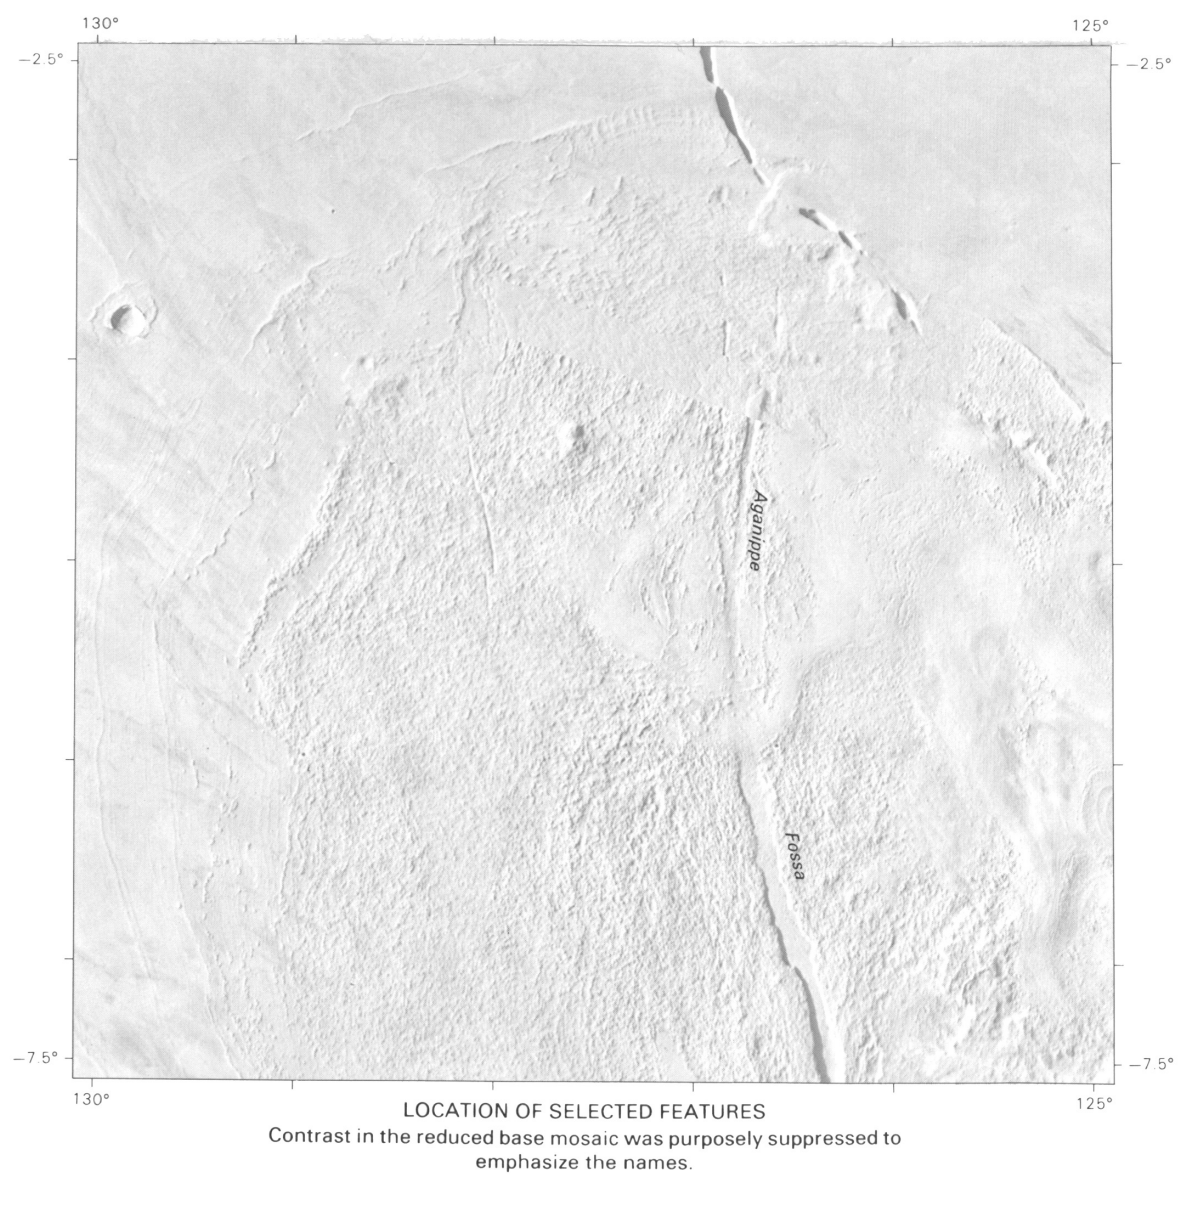 130°
125°
−2.5°
−2.5°
Aganippe
Fossa
−7.5°
−7.5°
130°
125°
LOCATION OF SELECTED FEATURES
Contrast in the reduced base mosaic was purposely suppressed to
emphasize the names.